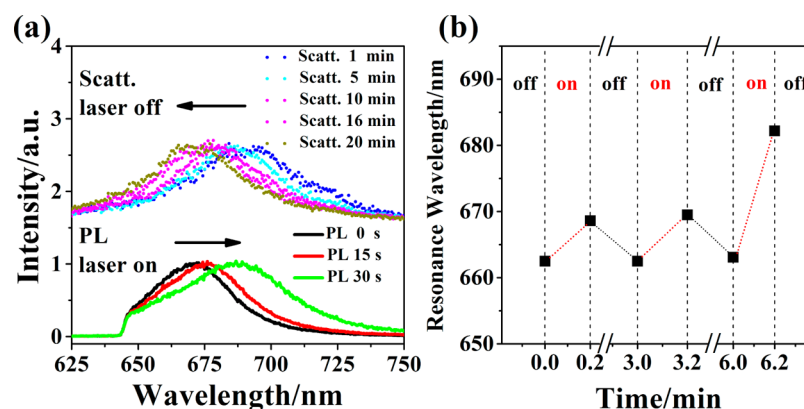 (a)
4
3
2
1
0
Intensity/a.u.
Scatt.
laser off
Scatt. 1 min
Scatt. 5 min
Scatt. 10 min
Scatt. 16 min
Scatt. 20 min
PL
laser on
PL 0 s
PL 15 s
PL 30 s
625 650 675 700 725 750
Wavelength/nm
(b)
690
680
670
660
650
Resonance Wavelength/nm
off on off on off on off
0.0 0.2 3.0 3.2 6.0 6.2
Time/min